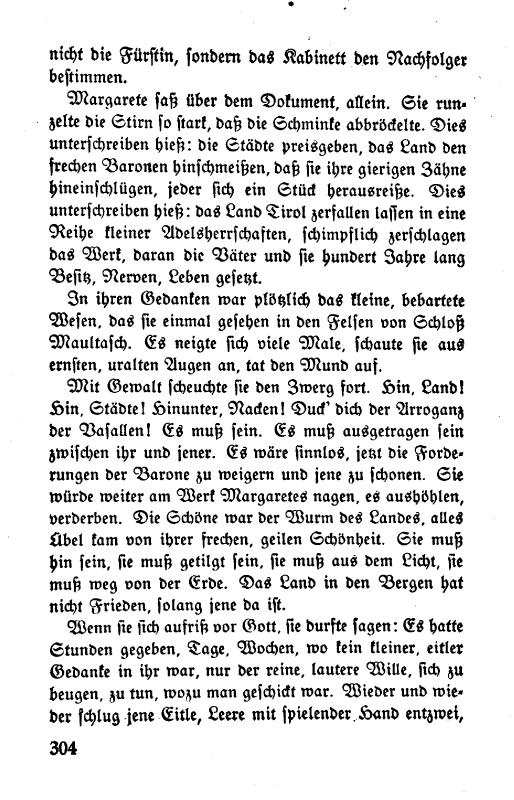 nicht die Fürstin, sondern das Kabinett den Nachfolger
bestimmen.
Margarete saß über dem Dokument, allein. Sie run-
zelte die Stirn so stark, daß die Schminke abbröckelte. Dies
unterschreiben hieß: die Städte preisgeben, das Land den
frechen Baronen hinschmeißen, daß sie ihre gierigen Zähne
hineinschlügen, jeder sich ein Stück herausreiße. Dies
unterschreiben hieß: das Land Tirol zerfallen lassen in eine
Reihe kleiner Adelsherrschaften, schimpflich zerschlagen
das Werk, daran die Väter und sie hundert Jahre lang
Besitz, Nerven, Leben gesetzt.
In ihren Gedanken war plötzlich das kleine, bebartete
Wesen, das sie einmal gesehen in den Felsen von Schloß
Maultasch. Es neigte sich viele Male, schaute sie aus
ernsten, uralten Augen an, tat den Mund auf.
Mit Gewalt scheuchte sie den Zwerg fort. Hin, Land!
Hin, Städte! Hinunter, Nacken! Duck' dich der Arroganz
der Vasallen! Es muß sein. Es muß ausgetragen sein
zwischen ihr und jener. Es wäre sinnlos, jetzt die Forde-
rungen der Barone zu weigern und jene zu schonen. Sie
würde weiter am Werk Margaretes nagen, es aushöhlen,
verderben. Die Schöne war der Wurm des Landes, alles
Übel kam von ihrer frechen, geilen Schönheit. Sie muß
hin sein, sie muß getilgt sein, sie muß aus dem Licht, sie
muß weg von der Erde. Das Land in den Bergen hat
nicht Frieden, solang jene da ist.
Wenn sie sich aufriß vor Gott, sie durfte sagen: Es hatte
Stunden gegeben, Tage, Wochen, wo kein kleiner, eitler
Gedanke in ihr war, nur der reine, lautere Wille, sich zu
beugen, zu tun, wozu man geschickt war. Wieder und wie-
der schlug jene Eitle, Leere mit spielender Hand entzwei,
304